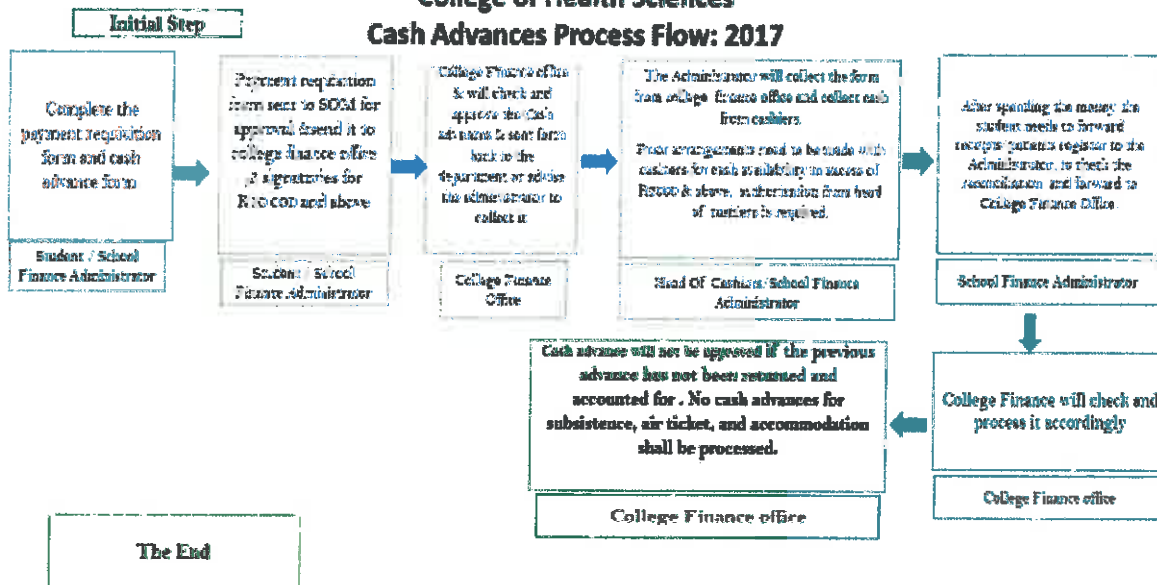 College of Health Sciences
Cash Advances Process Flow: 2017
Initial Step
Complete the
payment requisition
form and cash
advance form
Student / School
Finance Administrator
Payment requisition
form sent to SOM for
approval &send it to
college finance office
2 signatories for
and above
Student / School
Finance Administrator
College Finance office
& will check and
approve the Cash
advance & sent form
back to the
department or advise
the administrator to
collect it
College Finance
Office
The Administrator will collect the form
from college finance office and collect cash
from cashiers.
Prior arrangements need to be made with
cashiers for cash availability in excess of
& above, authorization from head
of cashiers is required.
Head Of Cashiers/School Finance
Administrator
After spending the money the
student needs to forward
receipts/patients register to the
Administrator, to check the
reconciliation and forward to
College Finance Office
School Finance Administrator
College Finance will check and
process it accordingly
College Finance office
Cash advance will not be approved if the previous
advance has not been returned and
accounted for . No cash advances for
subsistence, air ticket, and accommodation
shall be processed.
College Finance office
The End